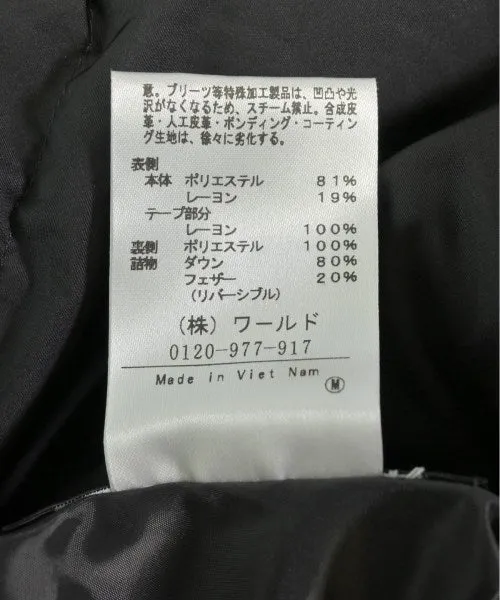 意。プリーツ等特殊加工製品は、凹凸や光
沢がなくなるため、スチーム禁止。合成皮
革・人工皮革・ボンディング・コーティン
グ生地は、徐々に劣化する。
表側
本体 ポリエステル 81%
レーヨン 19%
テープ部分
レーヨン 100%
裏側 ポリエステル 100%
詰物 ダウン 80%
フェザー 20%
（リバーシブル）
（株）ワールド
0120-977-917
Made in Viet Nam Ⓜ